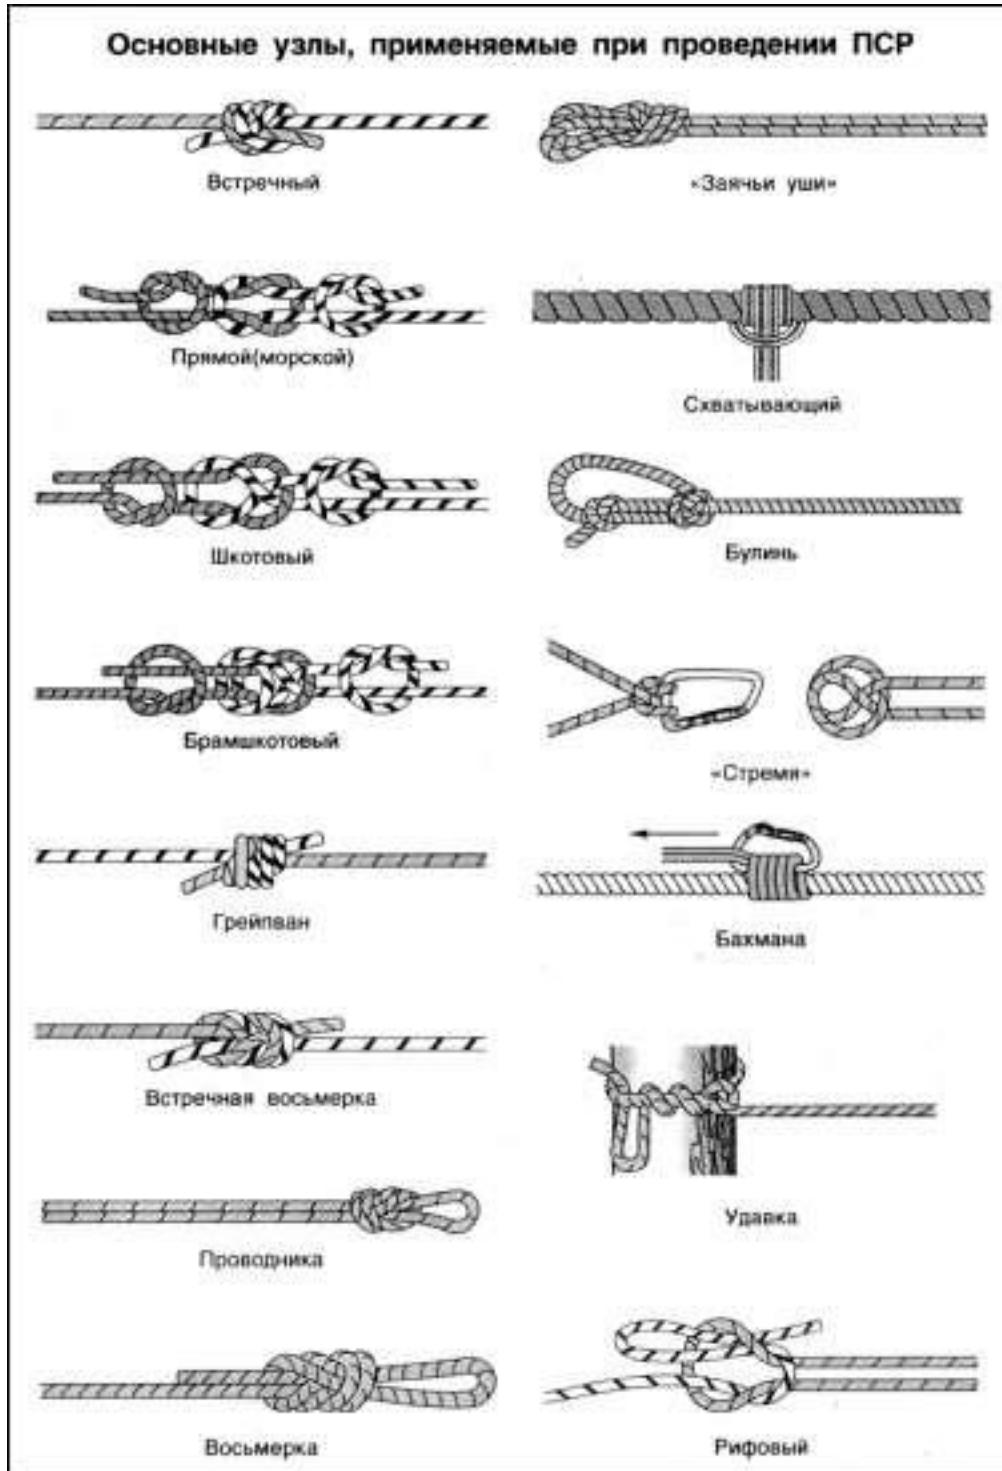 Основные узлы, применяемые при проведении ПСР
Встречный
«Заячьи уши»
Прямой(морской)
Схватывающий
Шкотовый
Булинь
Брамшкотовый
«Стремя»
Грейпван
Бахмана
Встречная восьмерка
Удавка
Проводника
Восьмерка
Рифовый